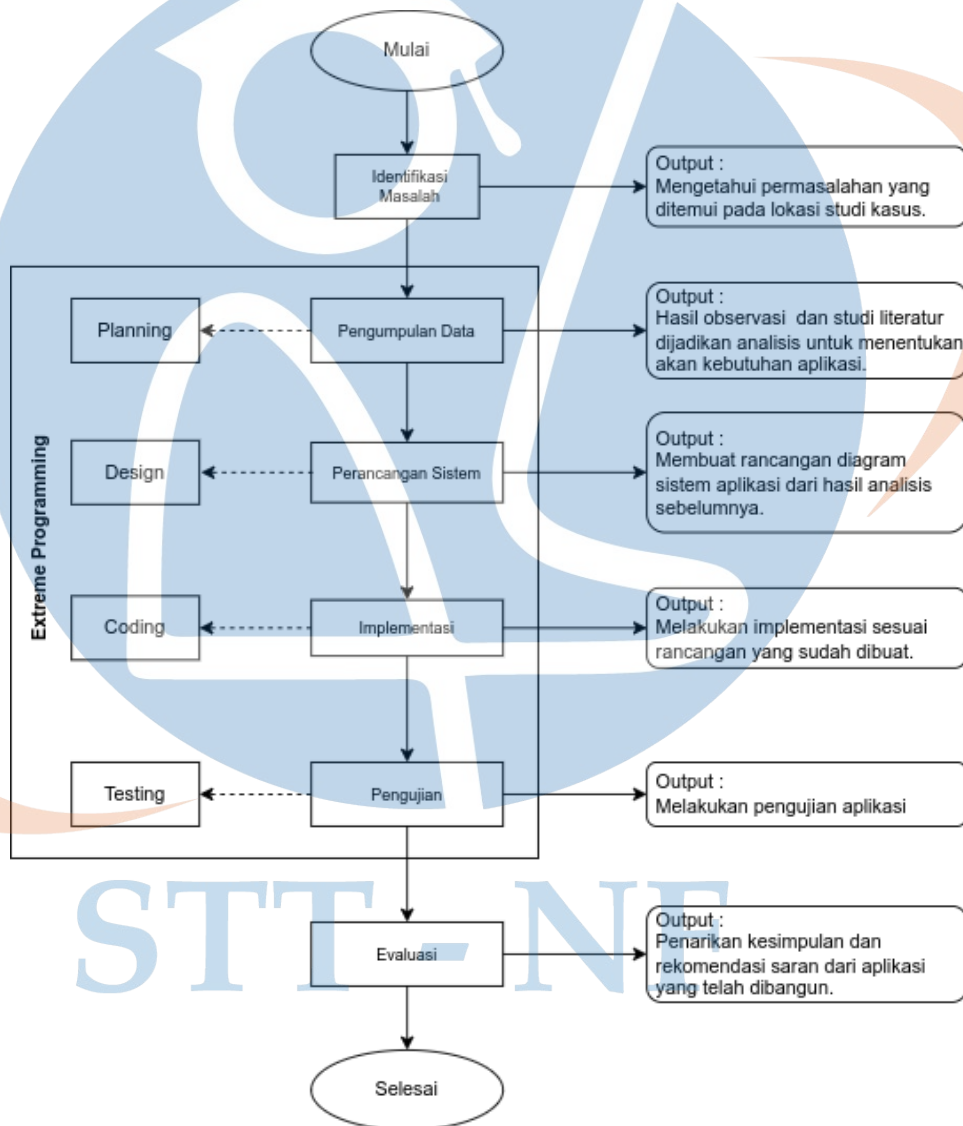 Mulai
Identifikasi
Masalah
Output :
Mengetahui permasalahan yang
ditemui pada lokasi studi kasus.
Extreme Programming
Planning
Pengumpulan Data
Output :
Hasil observasi dan studi literatur
dijadikan analisis untuk menentukan
akan kebutuhan aplikasi.
Design
Perancangan Sistem
Output :
Membuat rancangan diagram
sistem aplikasi dari hasil analisis
sebelumnya.
Coding
Implementasi
Output :
Melakukan implementasi sesuai
rancangan yang sudah dibuat.
Testing
Pengujian
Output :
Melakukan pengujian aplikasi
STT - NF
Evaluasi
Output :
Penarikan kesimpulan dan
rekomendasi saran dari aplikasi
yang telah dibangun.
Selesai